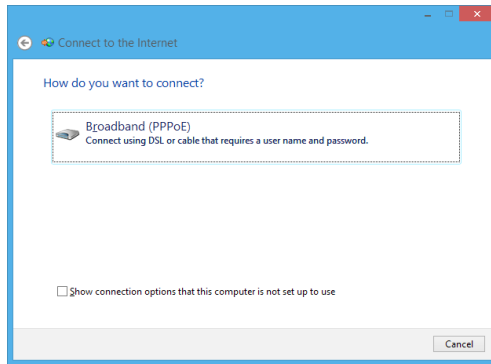 Connect to the Internet
How do you want to connect?
Broadband (PPPoE)
Connect using DSL or cable that requires a user name and password.
Show connection options that this computer is not set up to use
Cancel